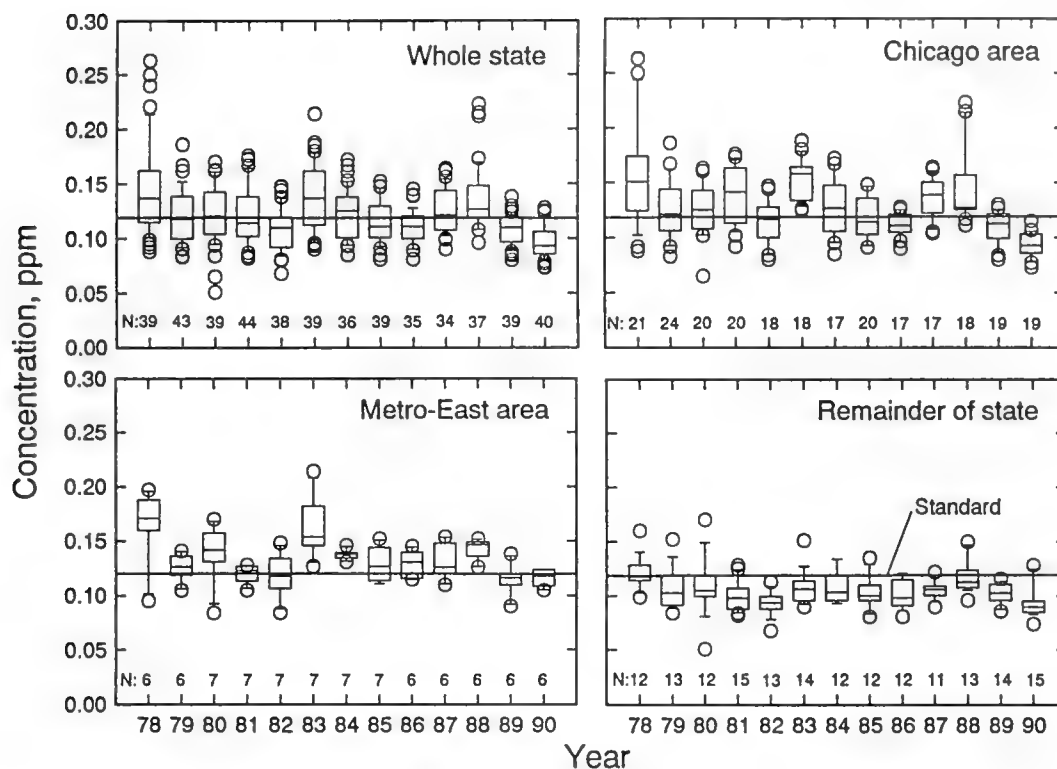 0.30
0.25
0.20
0.15
0.10
0.05
0.00
Whole state
N:39 43 39 44 38 39 36 39 35 34 37 39 40
Chicago area
N: 21 24 20 20 18 18 17 20 17 17 18 19 19
Concentration, ppm
0.30
0.25
0.20
0.15
0.10
0.05
0.00
Metro-East area
N: 6 6 7 7 7 7 7 7 6 6 6 6 6
78 79 80 81 82 83 84 85 86 87 88 89 90
Remainder of state
Standard
N:12 13 12 15 13 14 12 12 12 11 13 14 15
78 79 80 81 82 83 84 85 86 87 88 89 90
Year